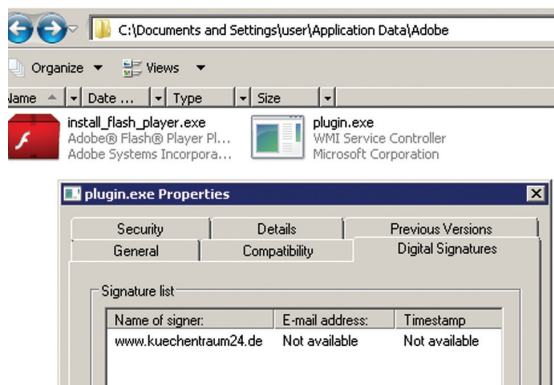 C:\Documents and Settings\user\Application Data\Adobe
Organize Views
Name Date ... Type Size
install_flash_player.exe
Adobe® Flash® Player Pl...
Adobe Systems Incorpora...
plugin.exe
WMI Service Controller
Microsoft Corporation
plugin.exe Properties
Security Details Previous Versions
General Compatibility Digital Signatures
Signature list
Name of signer: E-mail address: Timestamp
www.kuechentraum24.de Not available Not available